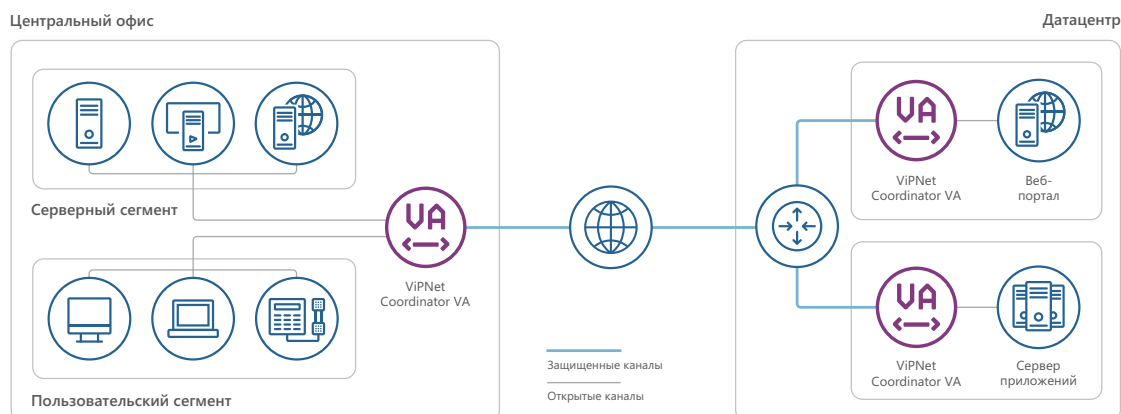 Центральный офис
Датацентр
Серверный сегмент
VA
ViPNet
Coordinator VA
Пользовательский сегмент
VA
ViPNet
Coordinator VA
Веб-
портал
VA
ViPNet
Coordinator VA
Сервер
приложений
Защищенные каналы
Открытые каналы